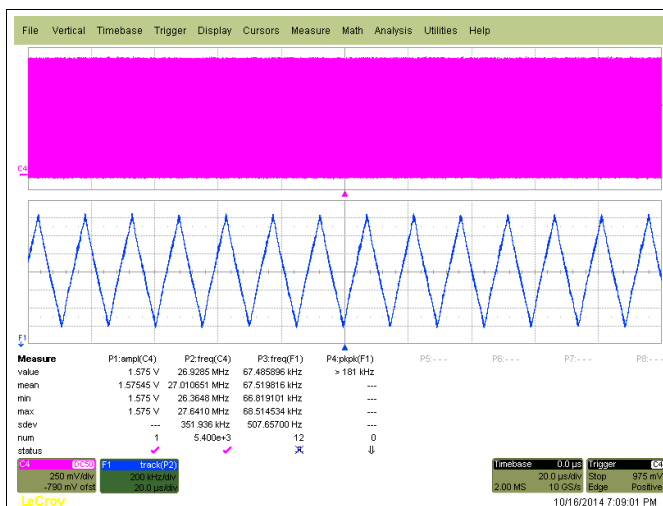 File Vertical Timebase Trigger Display Cursors Measure Math Analysis Utilities Help
C4
F1
Measure P1:ampl(C4) P2:freq(C4) P3:freq(F1) P4:pkpk(F1) P5:--- P6:--- P7:--- P8:---
value 1.575 V 26.9285 MHz 67.485896 kHz > 181 kHz
mean 1.57545 V 27.010651 MHz 67.519816 kHz ---
min 1.575 V 26.3648 MHz 66.819101 kHz ---
max 1.575 V 27.6410 MHz 68.514534 kHz ---
sdev --- 351.936 kHz 507.65700 Hz ---
num 1 5.400e+3 12 0
status
C4 DC50 F1 track(P2) Timebase 0.0 µs Trigger C4
250 mV/div 200 kHz/div 20.0 µs/div Stop 975 mV
-790 mV ofst 20.0 µs/div 2.00 MS 10 GS/s Edge Positive
LeCroy 10/16/2014 7:09:01 PM